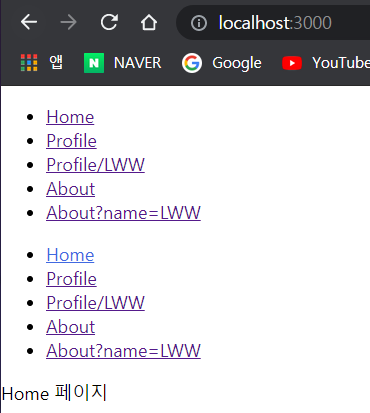 localhost:3000
앱 NAVER Google YouTube
Home
Profile
Profile/LWW
About
About?name=LWW
Home
Profile
Profile/LWW
About
About?name=LWW
Home 페이지